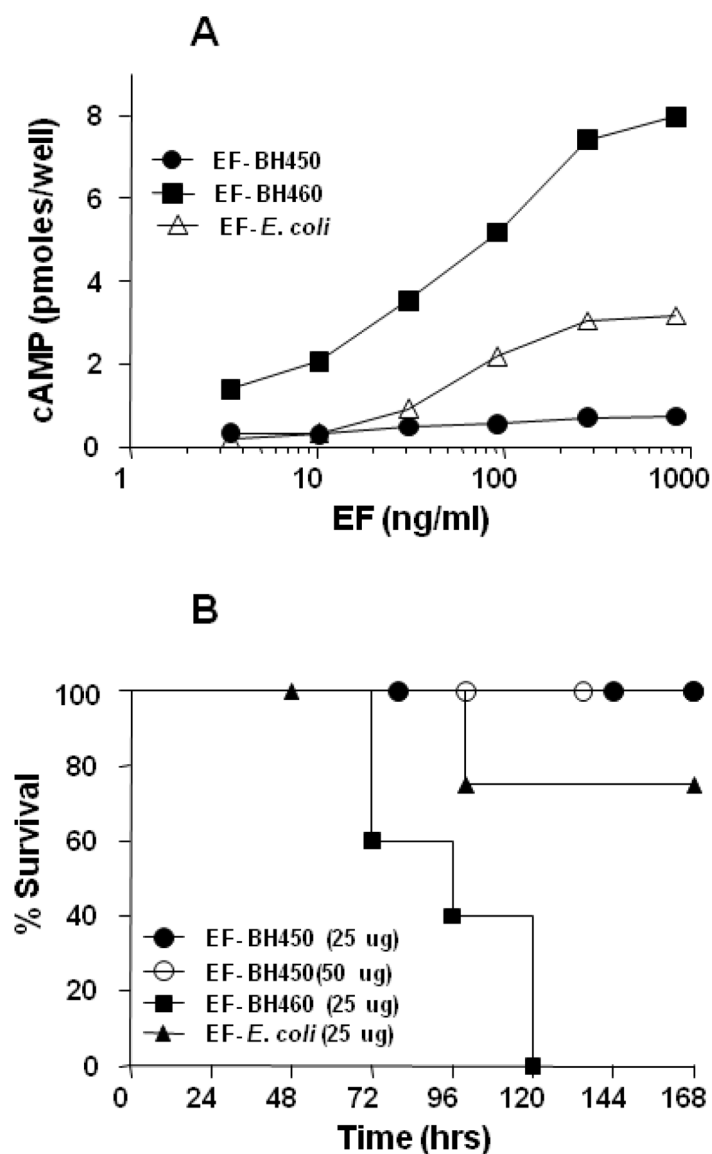 A
8
6
4
2
0
cAMP (pmoles/well)
EF- BH450
EF- BH460
EF- E. coli
1 10 100 1000
EF (ng/ml)
B
100
80
60
40
20
0
% Survival
EF- BH450 (25 ug)
EF- BH450(50 ug)
EF- BH460 (25 ug)
EF- E. coli (25 ug)
0 24 48 72 96 120 144 168
Time (hrs)